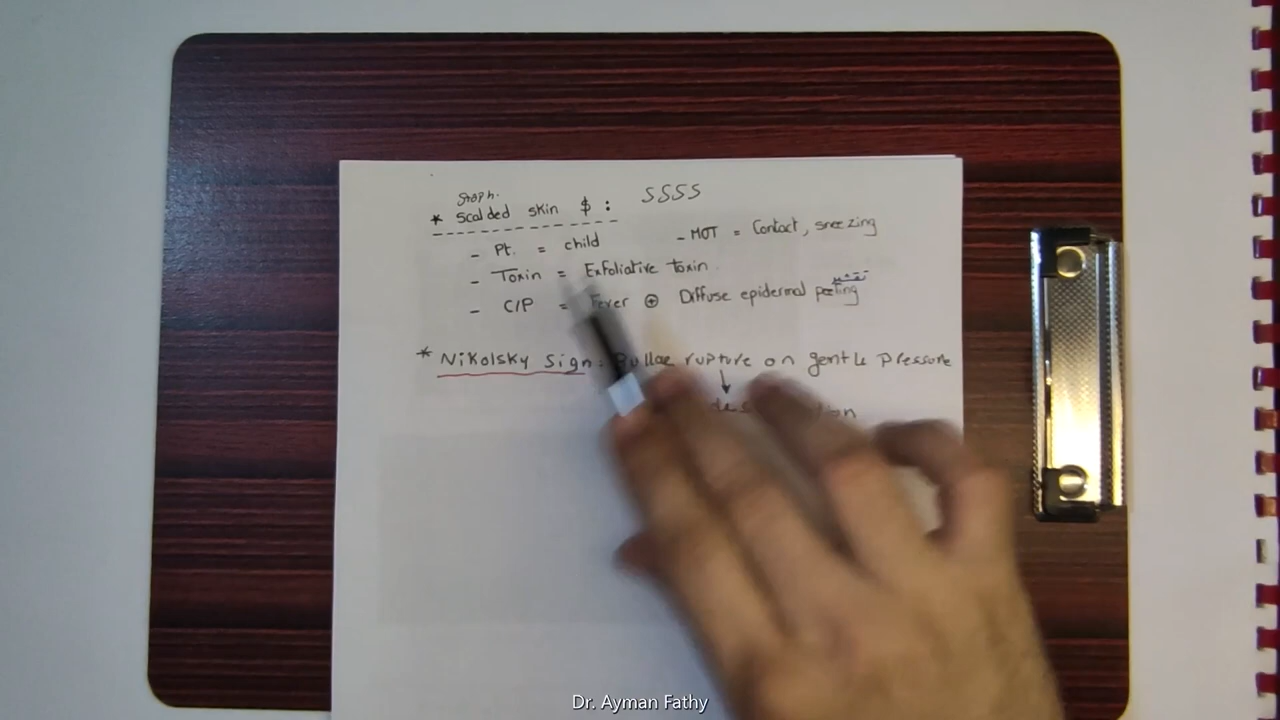 Staph.
* Scalded skin $ : SSSS
- Pt. = child - MOT = Contact, sneezing
- Toxin = Exfoliative toxin
تقشير
- C/P = Fever ⊕ Diffuse epidermal peeling
* Nikolsky Sign : Bullae rupture on gentle pressure
↓
Dr. Ayman Fathy